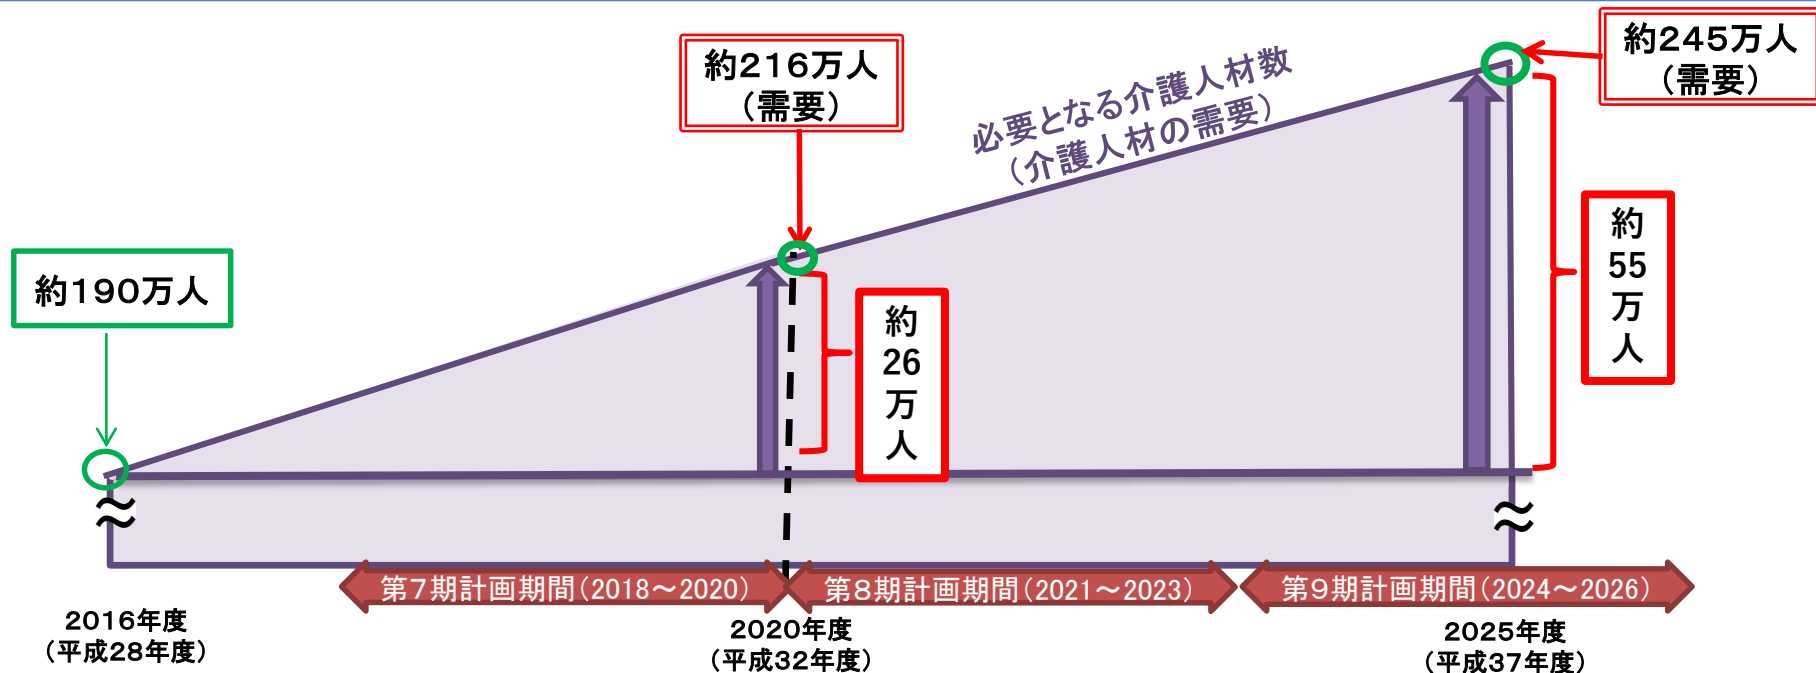 約245万人
（需要）
約216万人
（需要）
必要となる介護人材数
（介護人材の需要）
約190万人
約
55
万
人
約
26
万
人
第7期計画期間（2018～2020）
第8期計画期間（2021～2023）
第9期計画期間（2024～2026）
2016年度
（平成28年度）
2020年度
（平成32年度）
2025年度
（平成37年度）